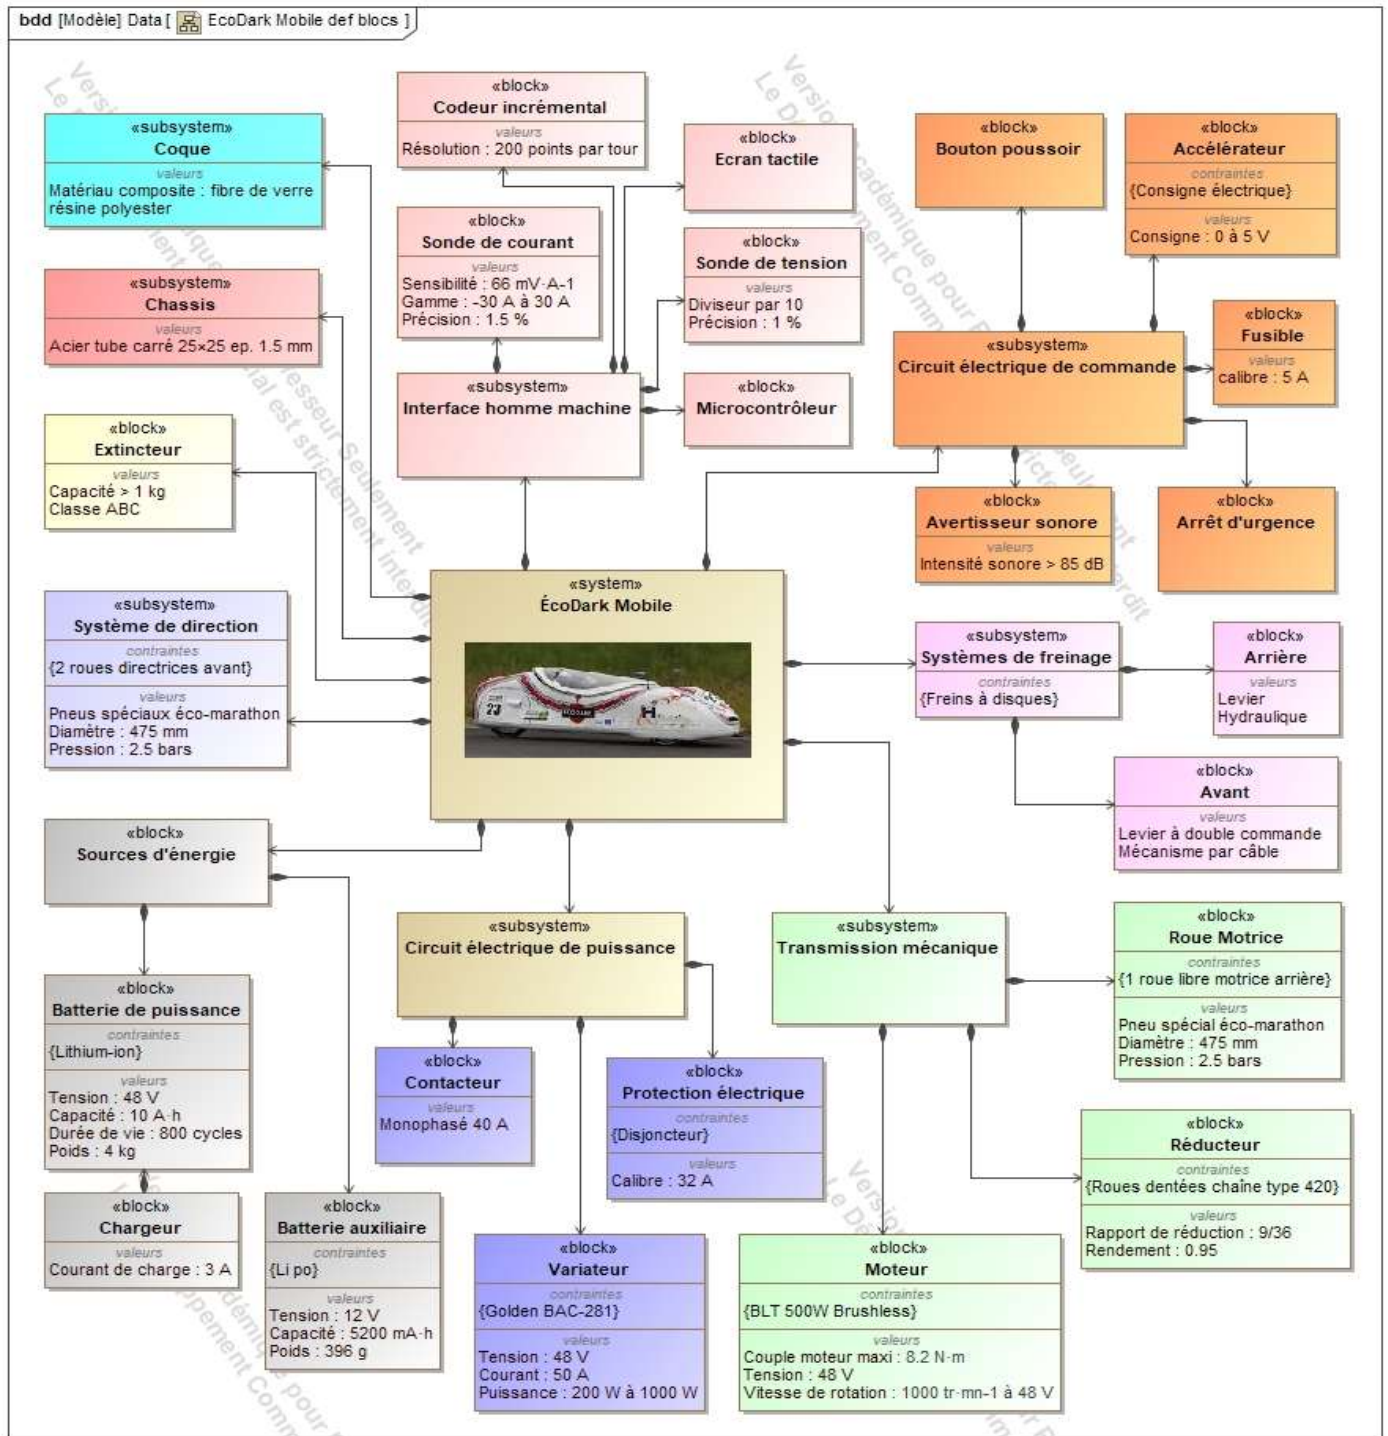 bdd [Modèle] Data [ EcoDark Mobile def blocs ]
«subsystem»
Coque
valeurs
Matériau composite : fibre de verre
résine polyester
«block»
Codeur incrémental
valeurs
Résolution : 200 points par tour
«block»
Ecran tactile
«block»
Bouton poussoir
«block»
Accélérateur
contraintes
{Consigne électrique}
valeurs
Consigne : 0 à 5 V
«subsystem»
Chassis
valeurs
Acier tube carré 25×25 ep. 1.5 mm
«block»
Sonde de courant
valeurs
Sensibilité : 66 mV·A-1
Gamme : -30 A à 30 A
Précision : 1.5 %
«block»
Sonde de tension
valeurs
Diviseur par 10
Précision : 1 %
«subsystem»
Circuit électrique de commande
«block»
Fusible
valeurs
calibre : 5 A
«subsystem»
Interface homme machine
«block»
Microcontrôleur
«block»
Extincteur
valeurs
Capacité > 1 kg
Classe ABC
«block»
Avertisseur sonore
valeurs
Intensité sonore > 85 dB
«block»
Arrêt d'urgence
«system»
ÉcoDark Mobile
23
ECODARK
H
«subsystem»
Système de direction
contraintes
{2 roues directrices avant}
valeurs
Pneus spéciaux éco-marathon
Diamètre : 475 mm
Pression : 2.5 bars
«subsystem»
Systèmes de freinage
contraintes
{Freins à disques}
«block»
Arrière
valeurs
Levier
Hydraulique
«block»
Avant
valeurs
Levier à double commande
Mécanisme par câble
«block»
Sources d'énergie
«subsystem»
Circuit électrique de puissance
«subsystem»
Transmission mécanique
«block»
Roue Motrice
contraintes
{1 roue libre motrice arrière}
valeurs
Pneu spécial éco-marathon
Diamètre : 475 mm
Pression : 2.5 bars
«block»
Batterie de puissance
contraintes
{Lithium-ion}
valeurs
Tension : 48 V
Capacité : 10 A·h
Durée de vie : 800 cycles
Poids : 4 kg
«block»
Contacteur
valeurs
Monophasé 40 A
«block»
Protection électrique
contraintes
{Disjoncteur}
valeurs
Calibre : 32 A
«block»
Réducteur
contraintes
{Roues dentées chaîne type 420}
valeurs
Rapport de réduction : 9/36
Rendement : 0.95
«block»
Chargeur
valeurs
Courant de charge : 3 A
«block»
Batterie auxiliaire
contraintes
{Li po}
valeurs
Tension : 12 V
Capacité : 5200 mA·h
Poids : 396 g
«block»
Variateur
contraintes
{Golden BAC-281}
valeurs
Tension : 48 V
Courant : 50 A
Puissance : 200 W à 1000 W
«block»
Moteur
contraintes
{BLT 500W Brushless}
valeurs
Couple moteur maxi : 8.2 N·m
Tension : 48 V
Vitesse de rotation : 1000 tr·mn-1 à 48 V